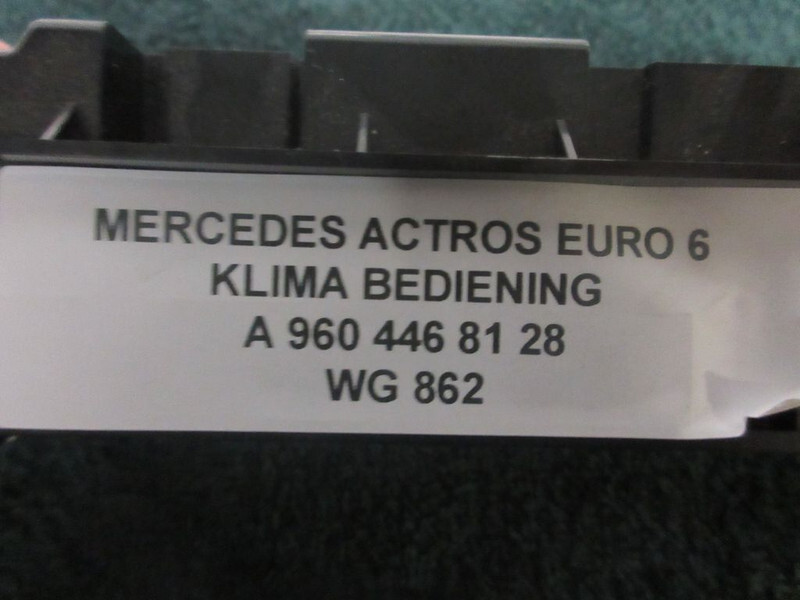 MERCEDES ACTROS EURO 6
KLIMA BEDIENING
A 960 446 81 28
WG 862